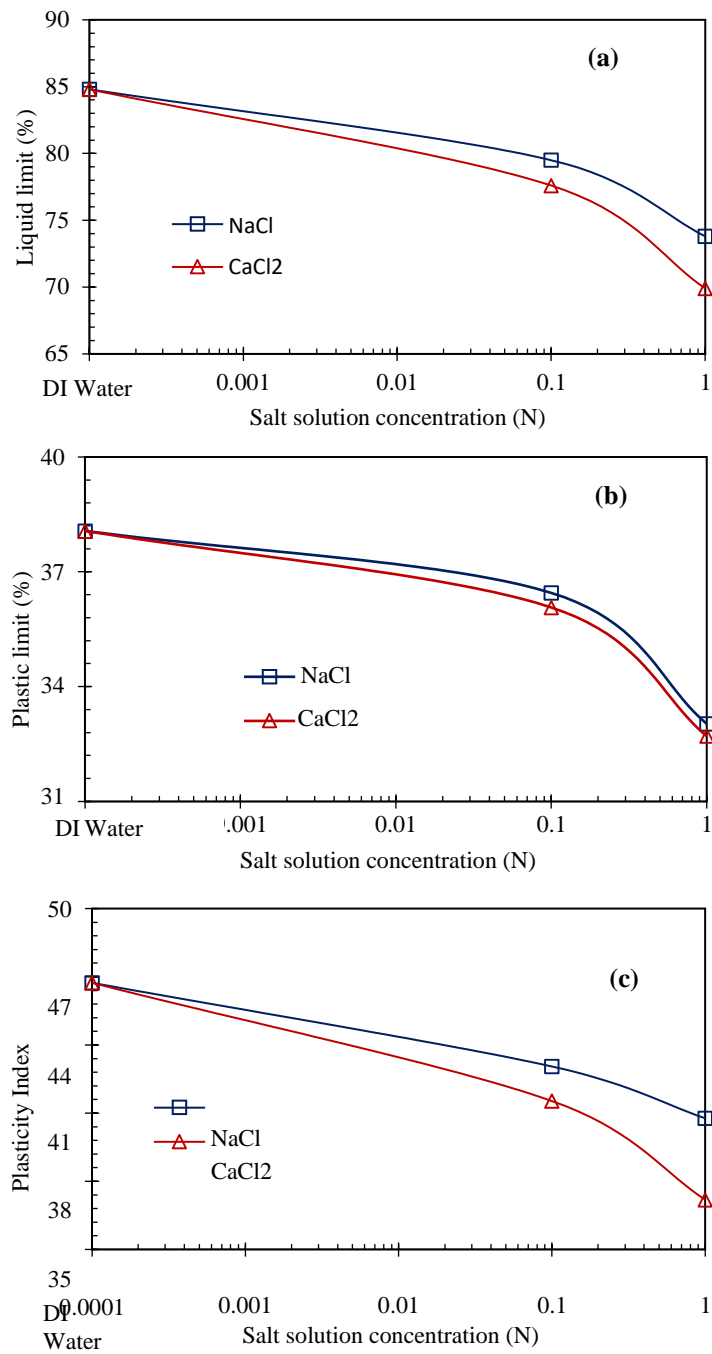 90
(a)
85
80
75
NaCl
CaCl2
70
65
DI Water
0.001
0.01
0.1
1
Liquid limit (%)
Salt solution concentration (N)
40
(b)
37
34
NaCl
CaCl2
31
DI Water
0.001
0.01
0.1
1
Plastic limit (%)
Salt solution concentration (N)
50
(c)
47
44
41
NaCl
CaCl2
38
35
0.0001
0.001
0.01
0.1
1
DI
Water
Plasticity Index
Salt solution concentration (N)